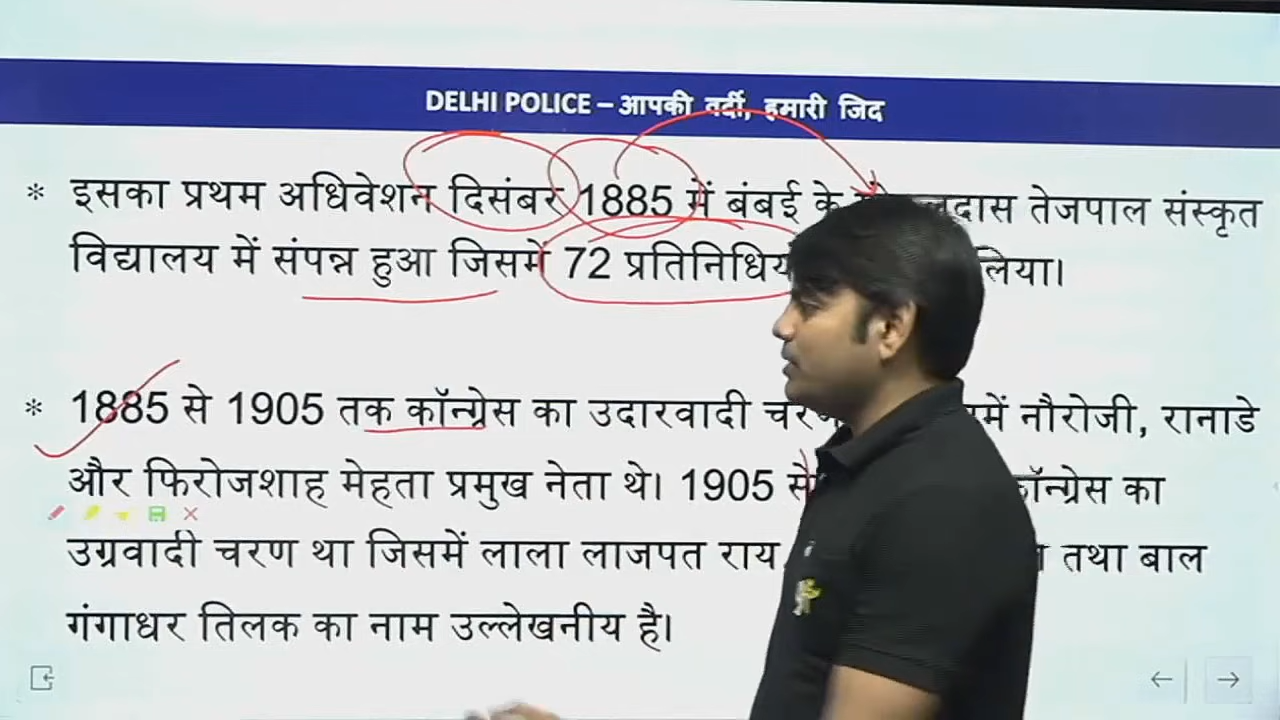 DELHI POLICE – आपकी वर्दी, हमारी जिद
* इसका प्रथम अधिवेशन दिसंबर 1885 में बंबई के तेजपाल संस्कृत
विद्यालय में संपन्न हुआ जिसमें 72 लिया।
* 1885 से 1905 तक कॉन्ग्रेस का उदारवादी नौरोजी, रानाडे
और फिरोजशाह मेहता प्रमुख नेता थे। 1905 से का
उग्रवादी चरण था जिसमें लाला लाजपत राय तथा बाल
गंगाधर तिलक का नाम उल्लेखनीय है।